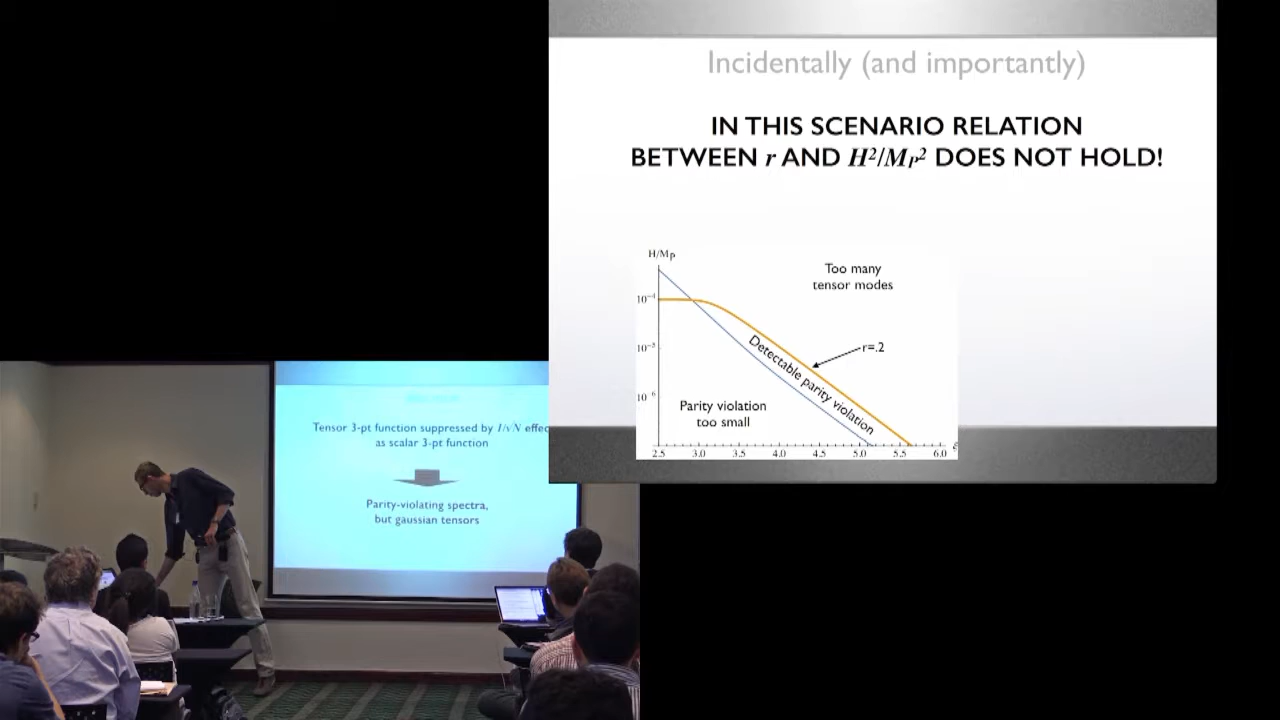 Incidentally (and importantly)
IN THIS SCENARIO RELATION
BETWEEN r AND H²/Mₚ² DOES NOT HOLD!
H/Mₚ
Too many
tensor modes
10⁻⁴
r=.2
10⁻⁵
Detectable parity violation
10⁻⁶
Parity violation
too small
2.5 3.0 3.5 4.0 4.5 5.0 5.5 6.0
Tensor 3-pt function suppressed by 1/√N effec
as scalar 3-pt function
Parity-violating spectra,
but gaussian tensors